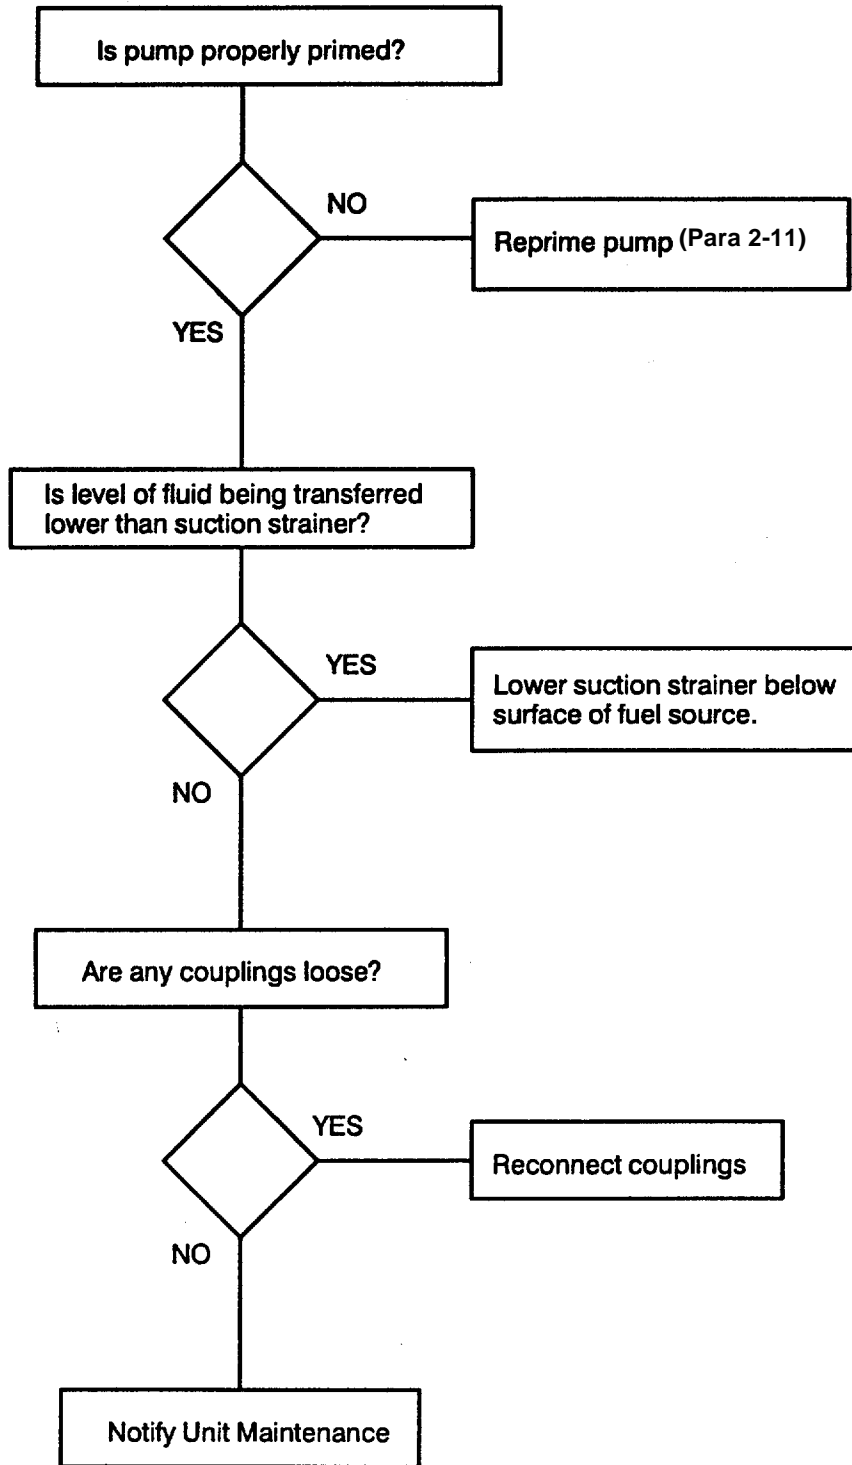 Is pump properly primed?
NO
Reprime pump (Para 2-11)
YES
Is level of fluid being transferred
lower than suction strainer?
YES
Lower suction strainer below
surface of fuel source.
NO
Are any couplings loose?
YES
Reconnect couplings
NO
Notify Unit Maintenance